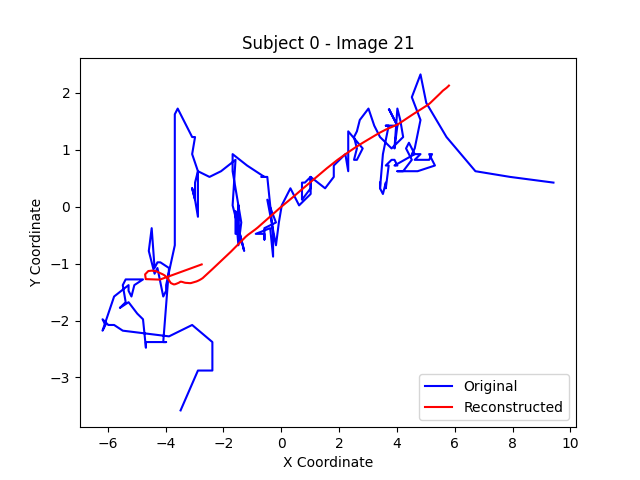 Subject 0 - Image 21
Y Coordinate
2
1
0
−1
−2
−3
−6 −4 −2 0 2 4 6 8 10
X Coordinate
Original
Reconstructed